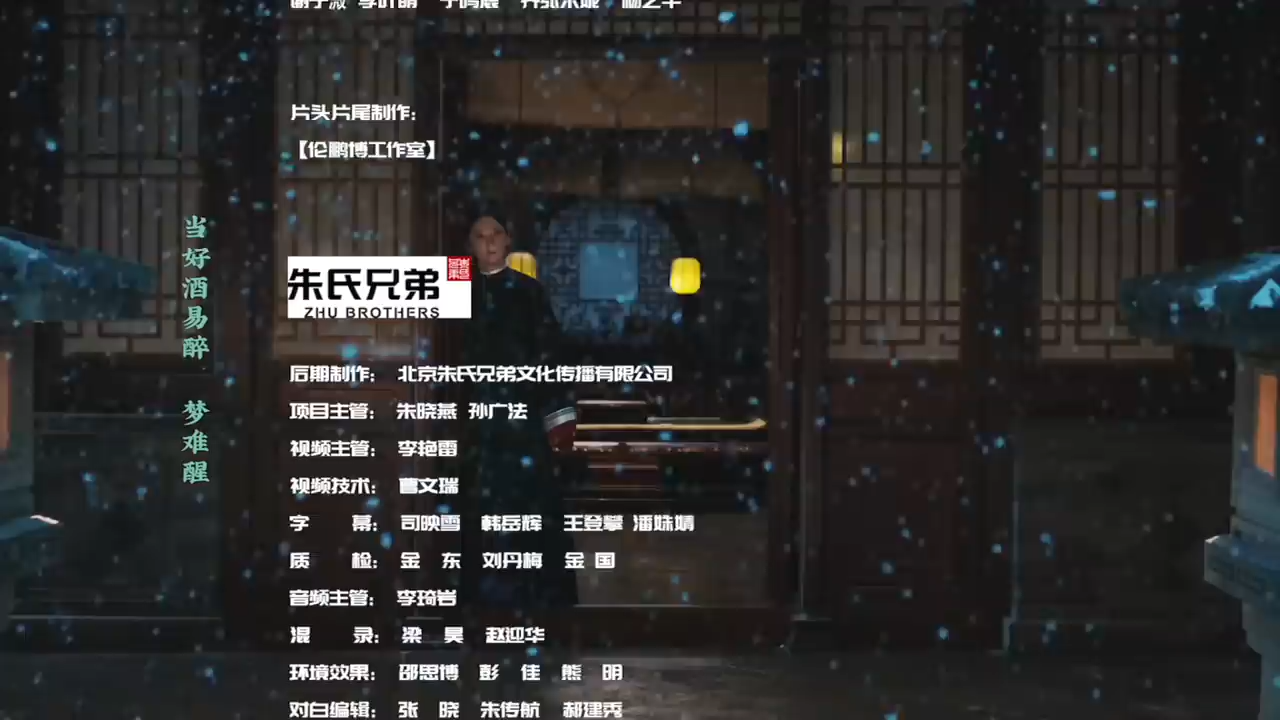 片头片尾制作：
【伦鹏博工作室】
当好酒易醉 梦难醒
朱氏兄弟
ZHU BROTHERS
后期制作： 北京朱氏兄弟文化传播有限公司
项目主管： 朱晓燕 孙广法
视频主管： 李艳雷
视频技术： 曹文瑞
字 幕： 司映雪 韩岳辉 王登攀 潘姝婧
质 检： 金 东 刘丹梅 金 国
音频主管： 李琦岩
混 录： 梁 昊 赵迎华
环境效果： 邵思博 彭 佳 熊 明
对白编辑： 张 晓 朱传航 郝建秀